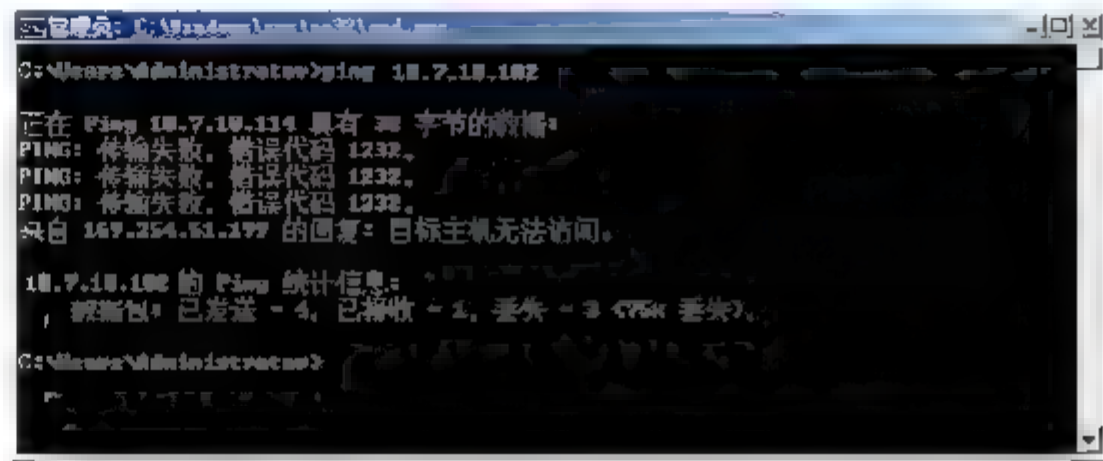 C:\Users\Administrator>ping 10.7.10.102
正在 Ping 10.7.10.114 具有 32 字节的数据:
PING: 传输失败. 错误代码 1232。
PING: 传输失败. 错误代码 1232。
PING: 传输失败. 错误代码 1232。
来自 169.254.61.177 的回复: 目标主机无法访问。
10.7.10.102 的 Ping 统计信息:
数据包: 已发送 = 4, 已接收 = 1, 丢失 = 3 <75% 丢失>,
C:\Users\Administrator>